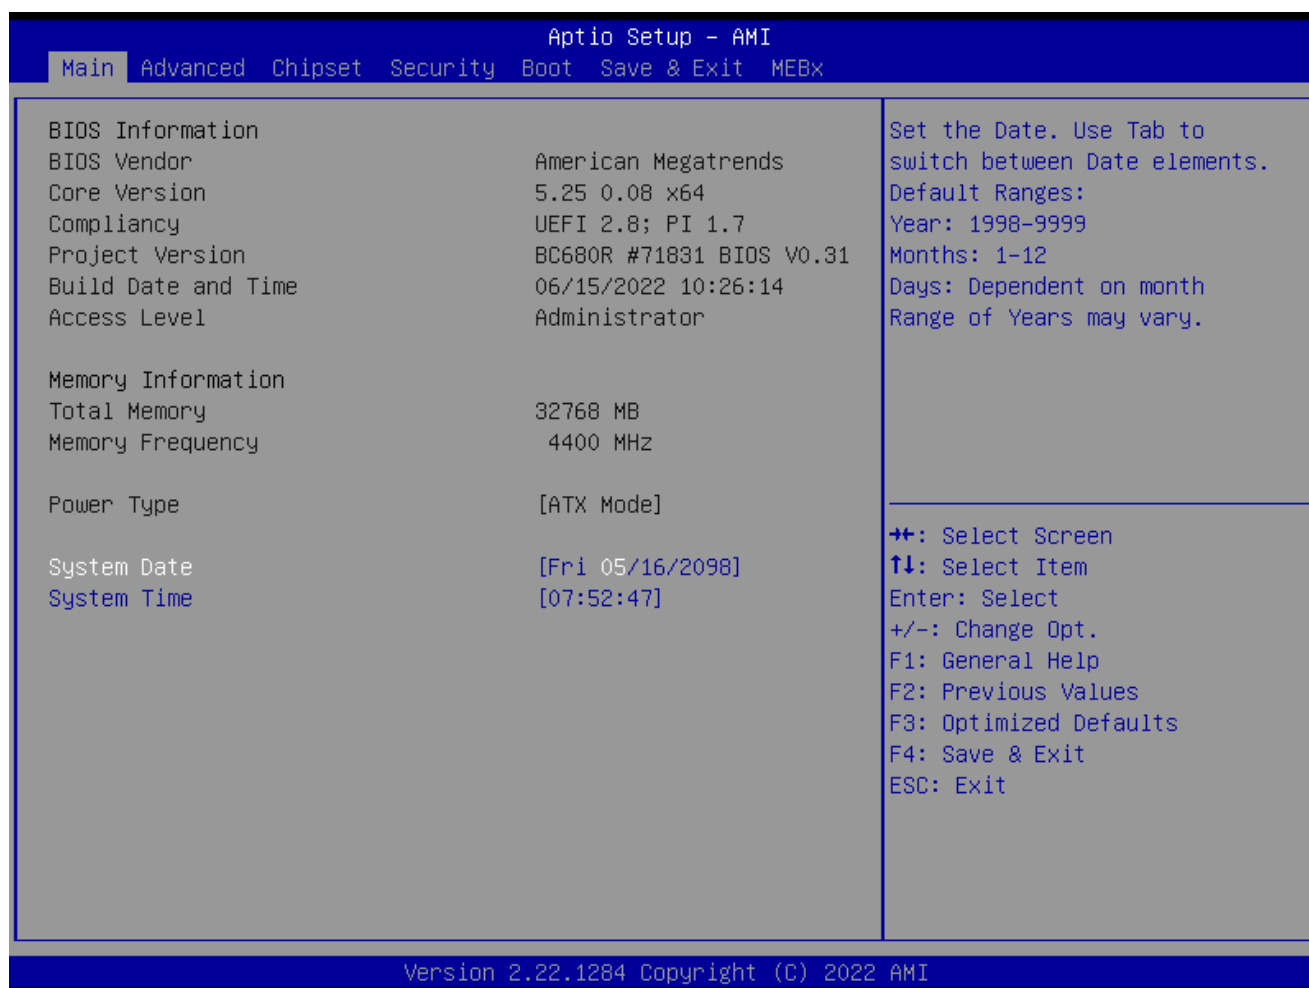 Aptio Setup – AMI
Main Advanced Chipset Security Boot Save & Exit MEBx
BIOS Information
BIOS Vendor American Megatrends
Core Version 5.25 0.08 x64
Compliancy UEFI 2.8; PI 1.7
Project Version BC680R #71831 BIOS V0.31
Build Date and Time 06/15/2022 10:26:14
Access Level Administrator
Memory Information
Total Memory 32768 MB
Memory Frequency 4400 MHz
Power Type [ATX Mode]
System Date [Fri 05/16/2098]
System Time [07:52:47]
Set the Date. Use Tab to
switch between Date elements.
Default Ranges:
Year: 1998–9999
Months: 1–12
Days: Dependent on month
Range of Years may vary.
→←: Select Screen
↑↓: Select Item
Enter: Select
+/–: Change Opt.
F1: General Help
F2: Previous Values
F3: Optimized Defaults
F4: Save & Exit
ESC: Exit
Version 2.22.1284 Copyright (C) 2022 AMI